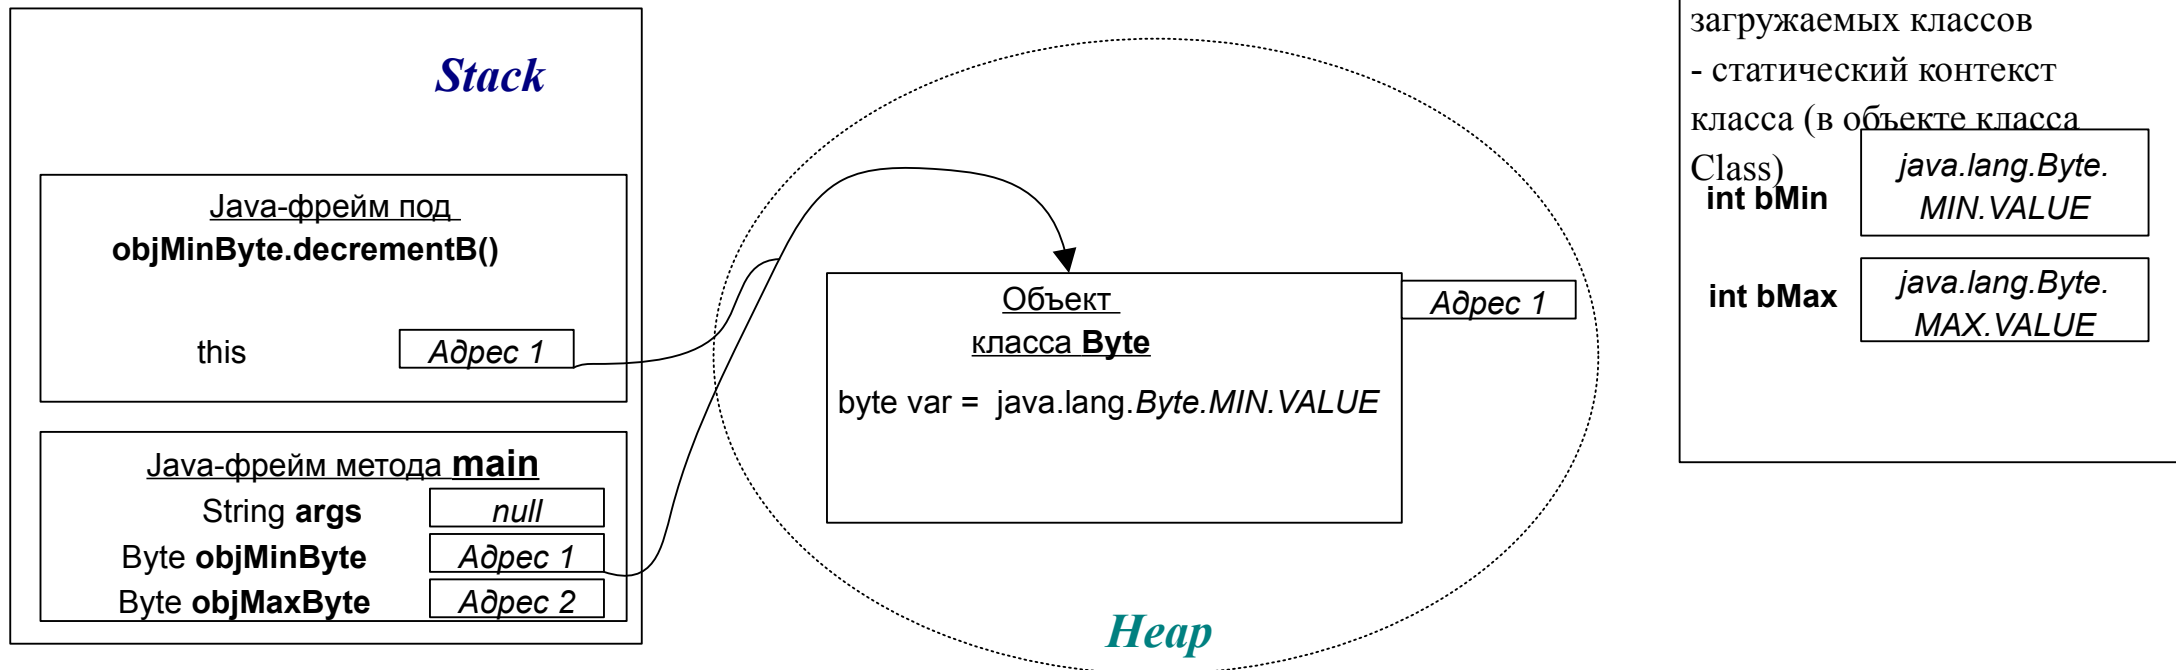 Stack
Java-фрейм под
objMinByte.decrementB()
this
Адрес 1
Java-фрейм метода main
String args
null
Byte objMinByte
Адрес 1
Byte objMaxByte
Адрес 2
Объект
класса Byte
byte var = java.lang.Byte.MIN.VALUE
Адрес 1
Heap
загружаемых классов
- статический контекст
класса (в объекте класса
Class)
int bMin
java.lang.Byte.
MIN.VALUE
int bMax
java.lang.Byte.
MAX.VALUE